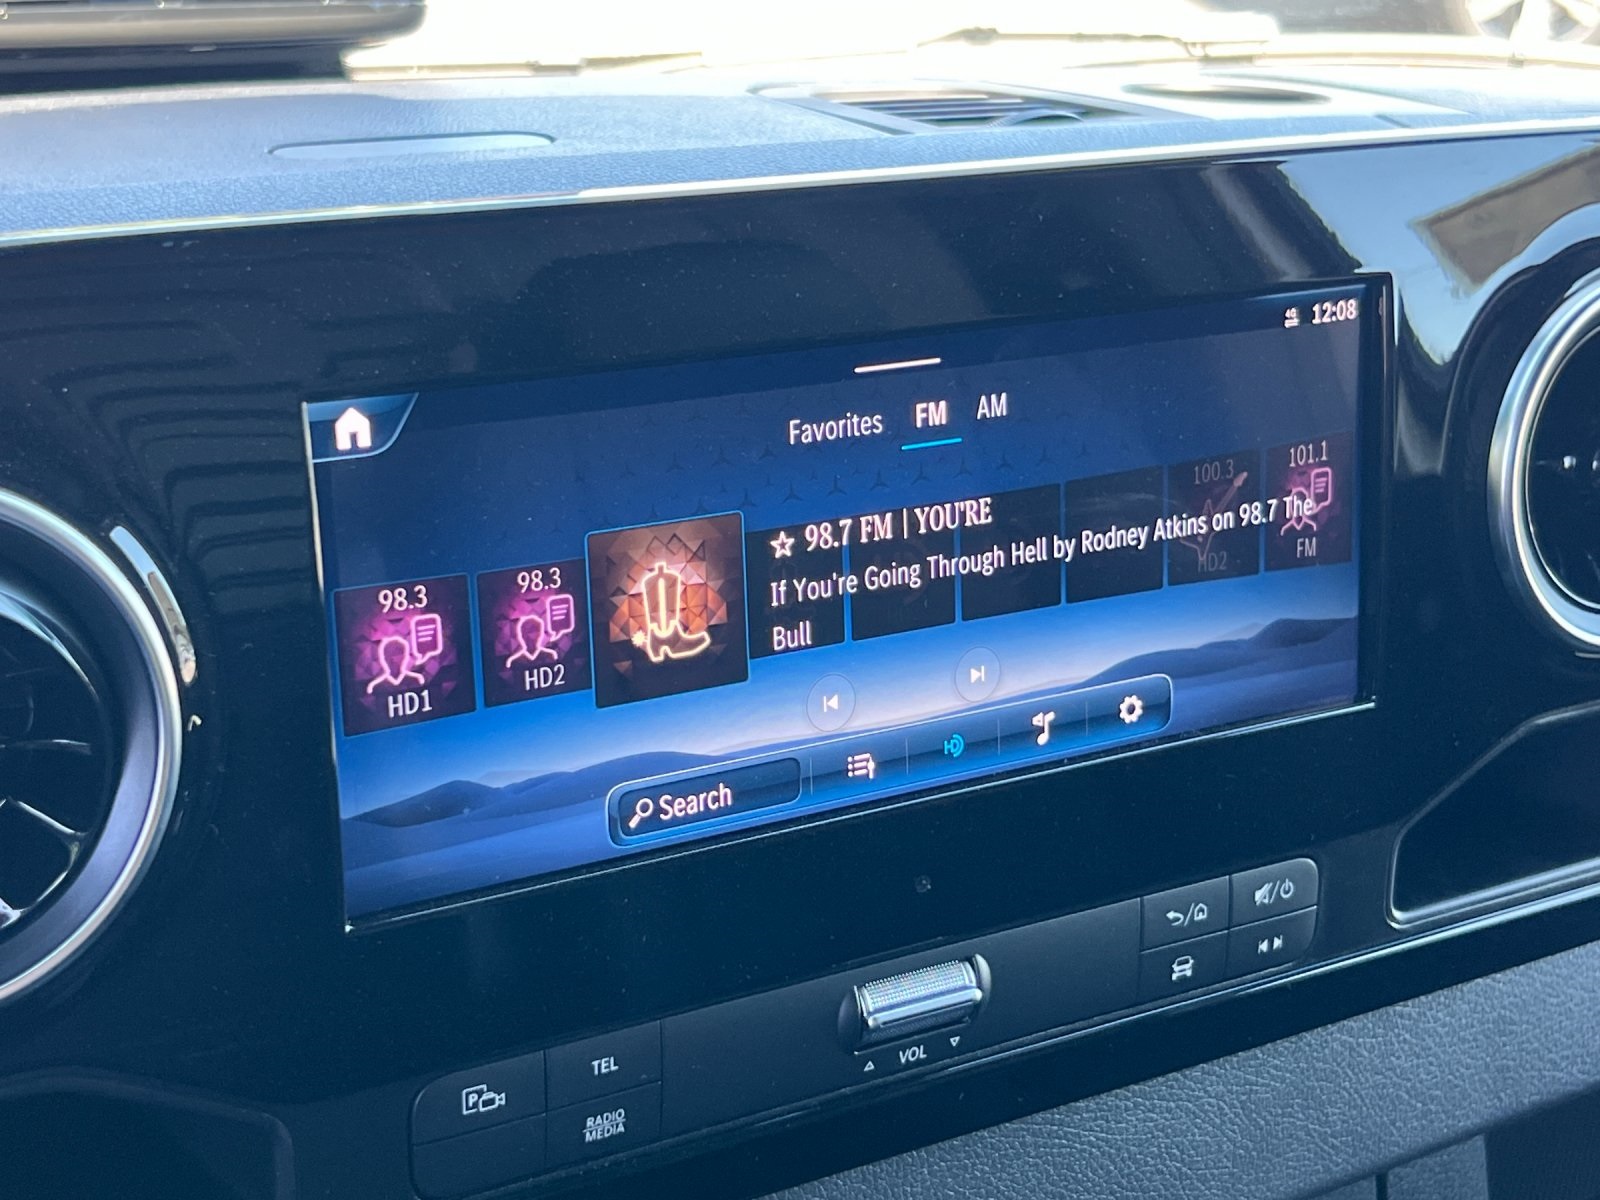 4G 12:08
Favorites FM AM
98.3
HD1
98.3
HD2
98.7 FM | YOU'RE
If You're Going Through Hell by Rodney Atkins on 98.7 The
Bull
100.3
HD2
101.1
FM
Search
HD
VOL
TEL
P
RADIO
MEDIA